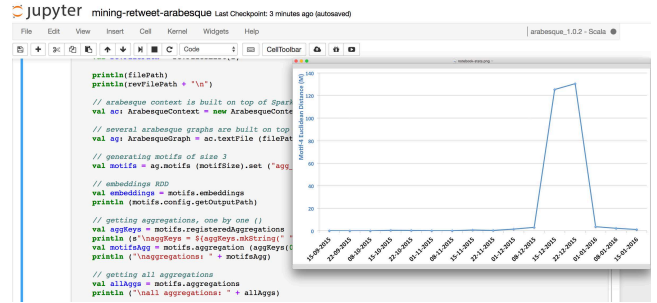 jupyter mining-retweet-arabesque Last Checkpoint: 3 minutes ago (autosaved)
File Edit View Insert Cell Kernel Widgets Help
arabesque_1.0.2 – Scala
Code CellToolbar
println(filePath)
println(revFilePath + "\n")
// arabesque context is built on top of Spark
val ac: ArabesqueContext = new ArabesqueConte
// several arabesque graphs are built on top
val ag: ArabesqueGraph = ac.textFile (filePat
// generating motifs of size 3
val motifs = ag.motifs (motifSize).set ("agg_
// embeddings RDD
val embeddings = motifs.embeddings
println (motifs.config.getOutputPath)
// getting aggregations, one by one ()
val aggKeys = motifs.registeredAggregations
println (s"\naggKeys = ${aggKeys.mkString(" "
val motifsAgg = motifs.aggregation (aggKeys(
println ("\naggregations: " + motifsAgg)
// getting all aggregations
val allAggs = motifs.aggregations
println ("\nall aggregations: " + allAggs)
Motif-4 Euclidean Distance (M)
140
120
100
80
60
40
20
0
15-09-2015
22-09-2015
08-10-2015
15-10-2015
22-10-2015
01-11-2015
08-11-2015
15-11-2015
22-11-2015
01-12-2015
08-12-2015
15-12-2015
22-12-2015
01-01-2016
08-01-2016
15-01-2016